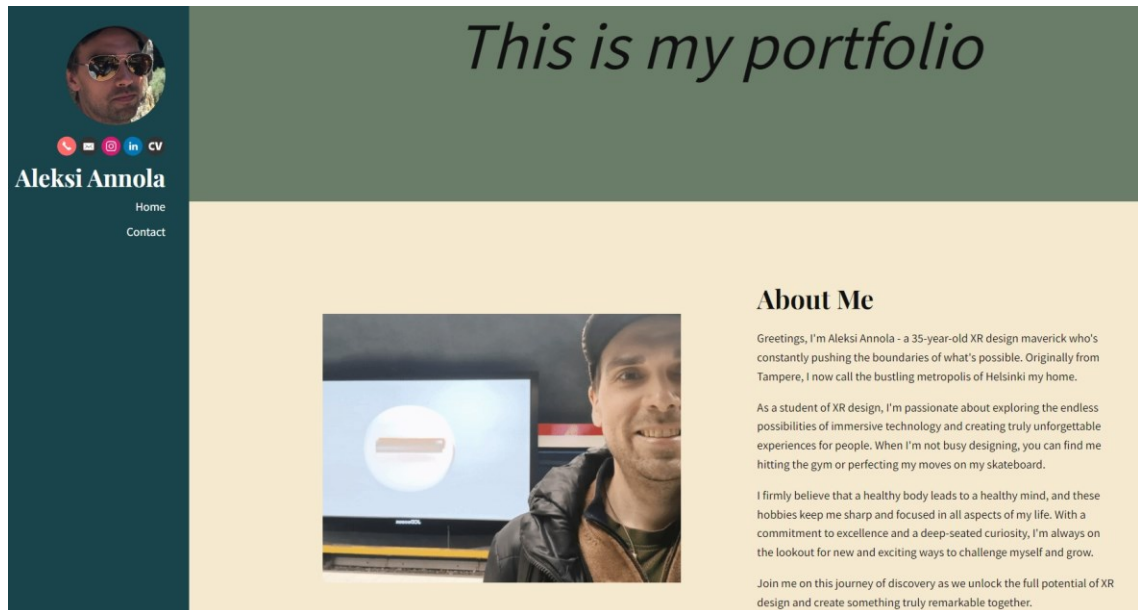 This is my portfolio
CV
Aleksi Annola
Home
Contact
About Me
Greetings, I'm Aleksi Annola - a 35-year-old XR design maverick who's
constantly pushing the boundaries of what's possible. Originally from
Tampere, I now call the bustling metropolis of Helsinki my home.
As a student of XR design, I'm passionate about exploring the endless
possibilities of immersive technology and creating truly unforgettable
experiences for people. When I'm not busy designing, you can find me
hitting the gym or perfecting my moves on my skateboard.
I firmly believe that a healthy body leads to a healthy mind, and these
hobbies keep me sharp and focused in all aspects of my life. With a
commitment to excellence and a deep-seated curiosity, I'm always on
the lookout for new and exciting ways to challenge myself and grow.
Join me on this journey of discovery as we unlock the full potential of XR
design and create something truly remarkable together.